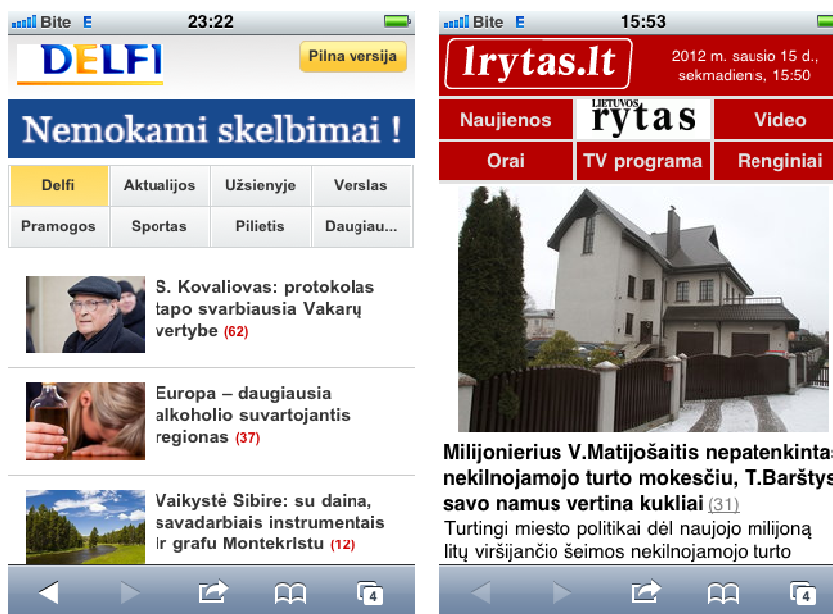 Bite E 23:22
DELFI
Pilna versija
Nemokami skelbimai !
Delfi Aktualijos Užsienyje Verslas
Pramogos Sportas Pilietis Daugiau...
S. Kovaliovas: protokolas
tapo svarbiausia Vakarų
vertybe (62)
Europa – daugiausia
alkoholio suvartojantis
regionas (37)
Vaikystė Sibire: su daina,
savadarbiais instrumentais
ir grafu Montekristu (12)
4
Bite E 15:53
lrytas.lt
2012 m. sausio 15 d.,
sekmadienis, 15:50
Naujienos LIETUVOS rytas Video
Orai TV programa Renginiai
Milijonierius V.Matijošaitis nepatenkintas
nekilnojamojo turto mokesčiu, T.Barštys
savo namus vertina kukliai (31)
Turtingi miesto politikai dėl naujojo milijoną
litų viršijančio šeimos nekilnojamojo turto
4